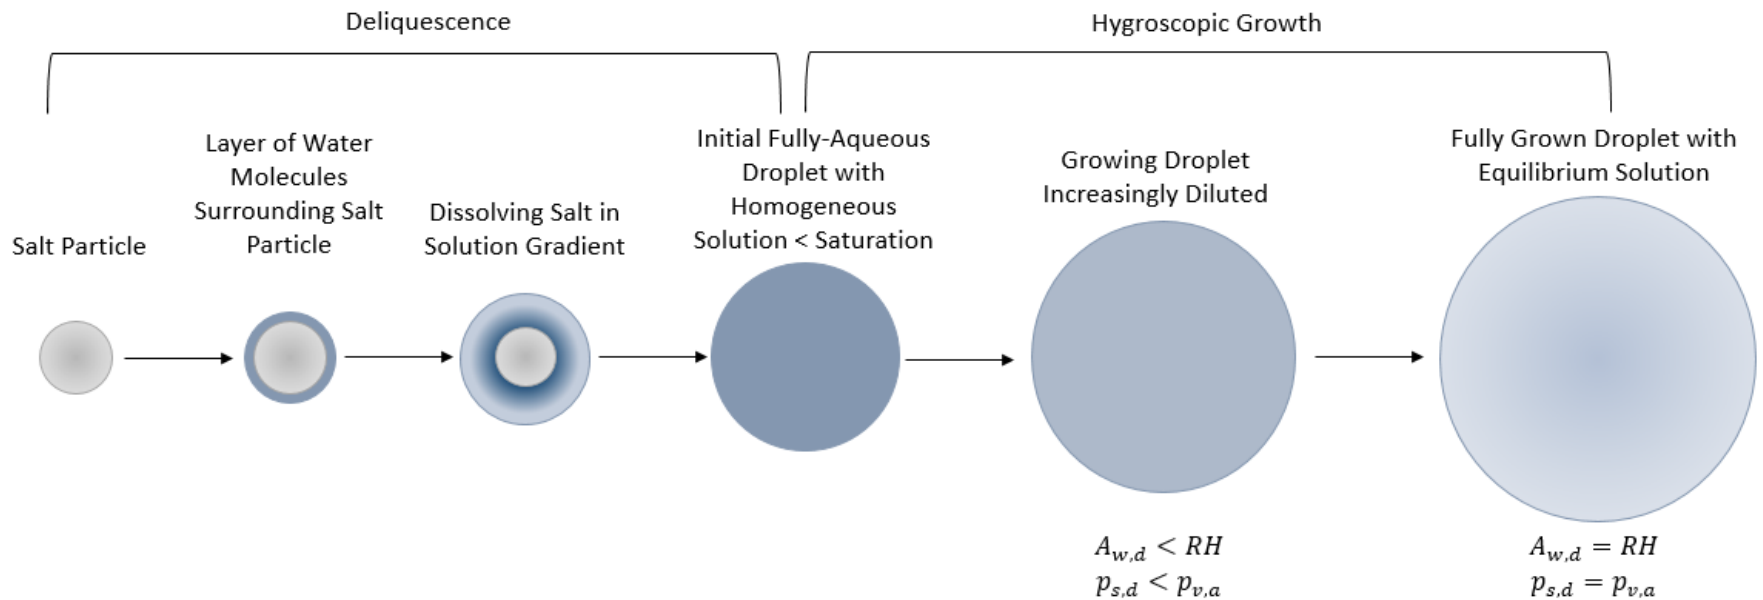 Deliquescence
Hygroscopic Growth
Salt Particle
Layer of Water
Molecules
Surrounding Salt
Particle
Dissolving Salt in
Solution Gradient
Initial Fully-Aqueous
Droplet with
Homogeneous
Solution < Saturation
Growing Droplet
Increasingly Diluted
Fully Grown Droplet with
Equilibrium Solution
A_{w,d} < RH
p_{s,d} < p_{v,a}
A_{w,d} = RH
p_{s,d} = p_{v,a}